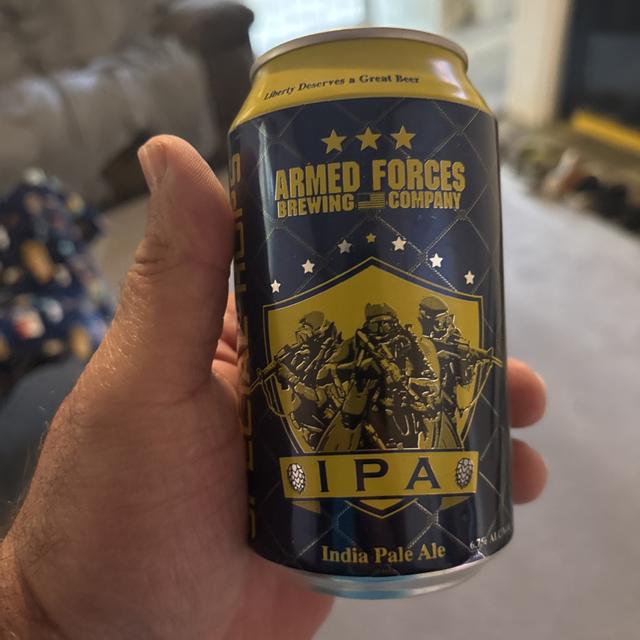 Liberty Deserves a Great Beer
ARMED FORCES
BREWING COMPANY
IPA
India Pale Ale